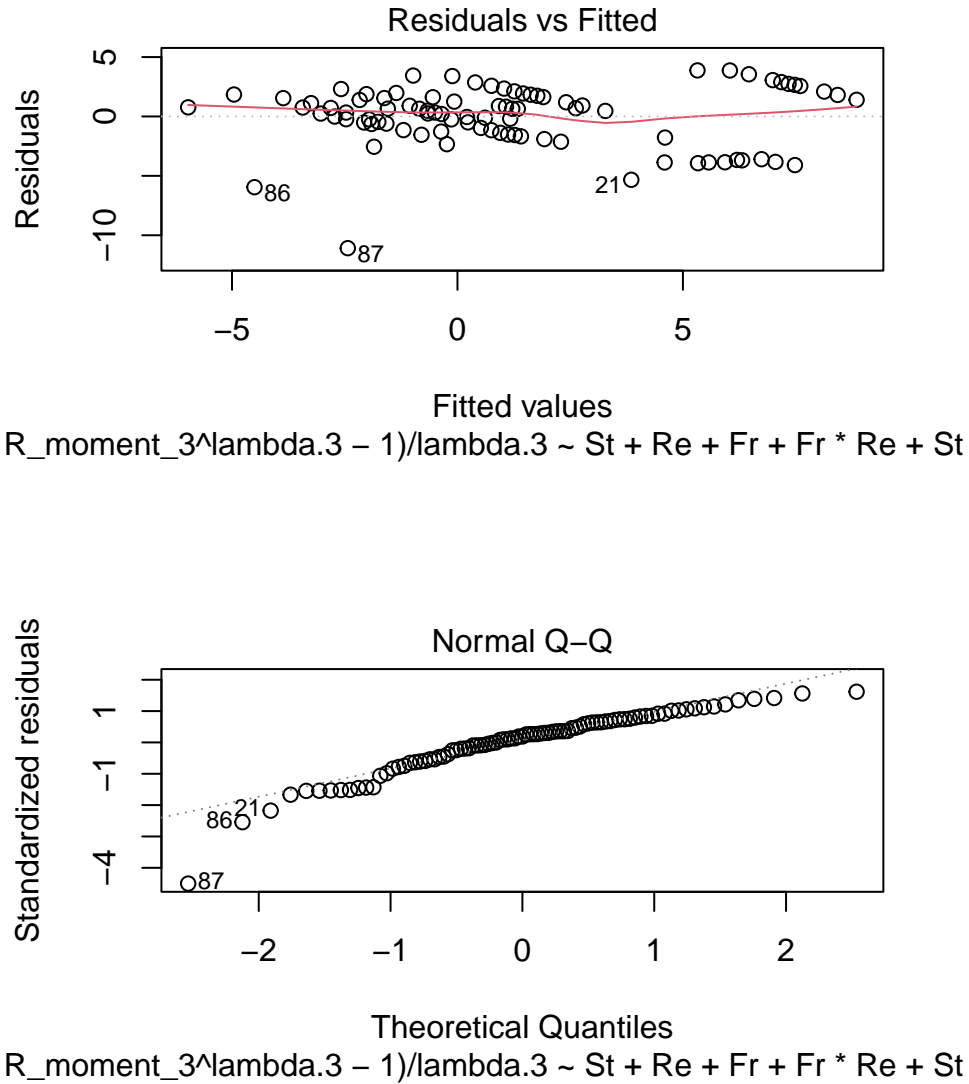 Residuals vs Fitted
Residuals
5
0
−10
86
87
21
−5
0
5
Fitted values
R_moment_3^lambda.3 − 1)/lambda.3 ~ St + Re + Fr + Fr * Re + St
Normal Q−Q
Standardized residuals
1
−1
−4
21
86
87
−2
−1
0
1
2
Theoretical Quantiles
R_moment_3^lambda.3 − 1)/lambda.3 ~ St + Re + Fr + Fr * Re + St